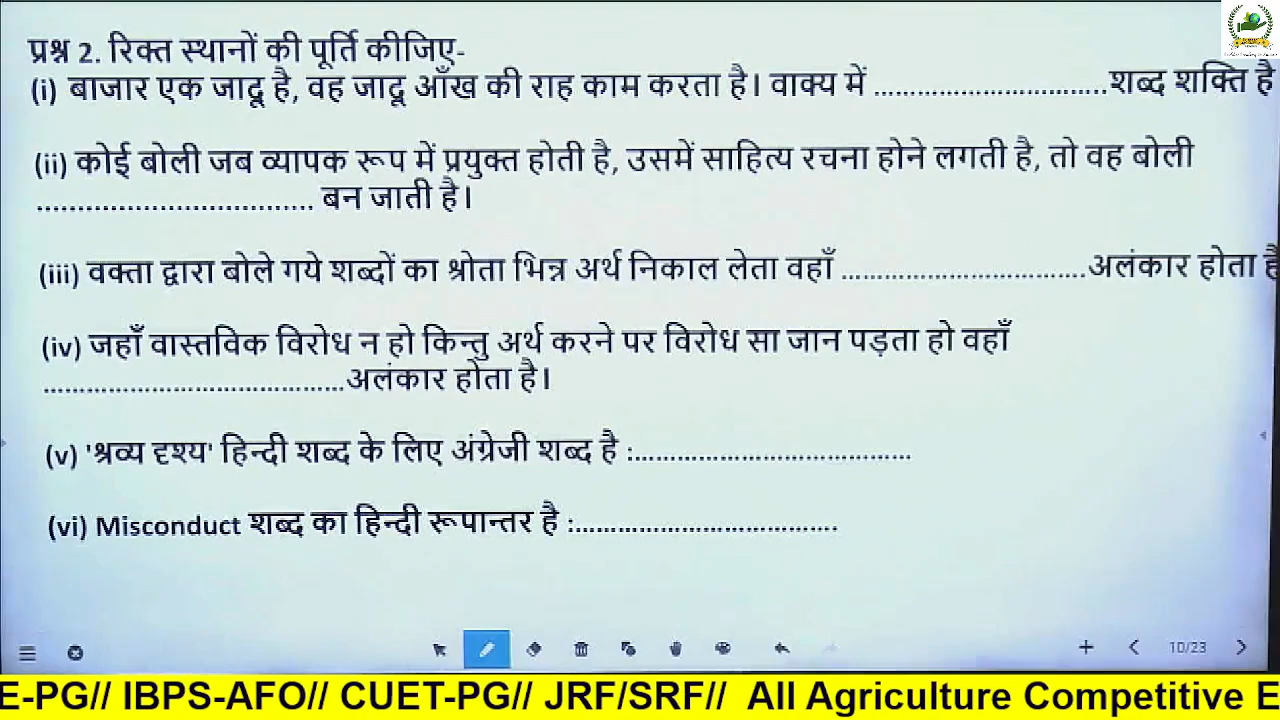 प्रश्न 2. रिक्त स्थानों की पूर्ति कीजिए-
(i) बाजार एक जादू है, वह जादू आँख की राह काम करता है। वाक्य में ................................शब्द शक्ति है
(ii) कोई बोली जब व्यापक रूप में प्रयुक्त होती है, उसमें साहित्य रचना होने लगती है, तो वह बोली
................................. बन जाती है।
(iii) वक्ता द्वारा बोले गये शब्दों का श्रोता भिन्न अर्थ निकाल लेता वहाँ .................................अलंकार होता है
(iv) जहाँ वास्तविक विरोध न हो किन्तु अर्थ करने पर विरोध सा जान पड़ता हो वहाँ
.........................................अलंकार होता है।
(v) 'श्रव्य दृश्य' हिन्दी शब्द के लिए अंग्रेजी शब्द है :.....................................
(vi) Misconduct शब्द का हिन्दी रूपान्तर है :...................................
10/23
E-PG// IBPS-AFO// CUET-PG// JRF/SRF// All Agriculture Competitive E